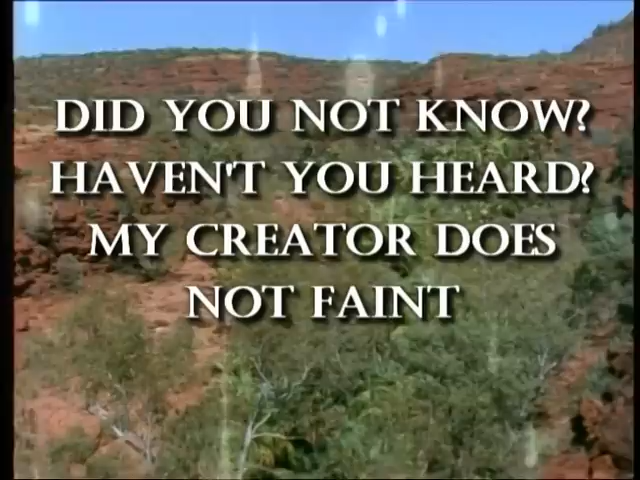 DID YOU NOT KNOW?
HAVEN'T YOU HEARD?
MY CREATOR DOES
NOT FAINT